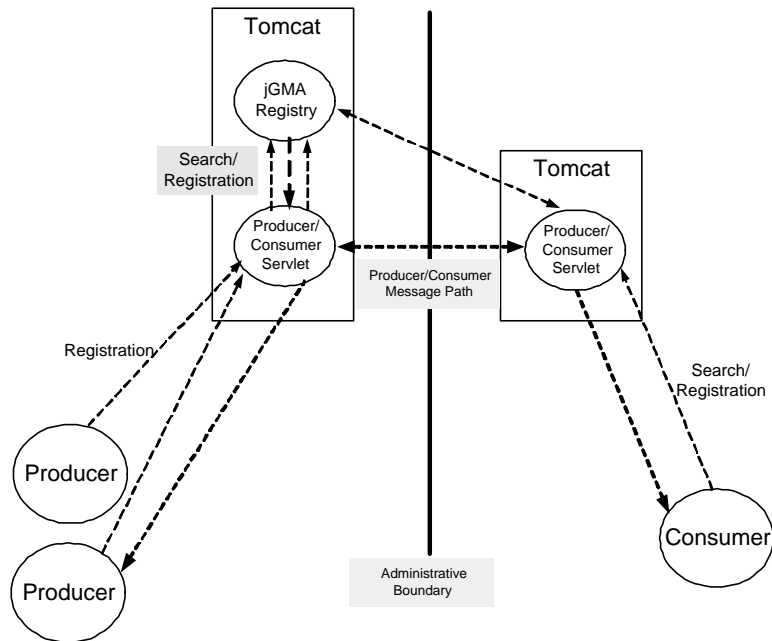 Tomcat
jGMA
Registry
Search/
Registration
Producer/
Consumer
Servlet
Tomcat
Producer/
Consumer
Servlet
Producer/Consumer
Message Path
Registration
Search/
Registration
Producer
Producer
Consumer
Administrative
Boundary